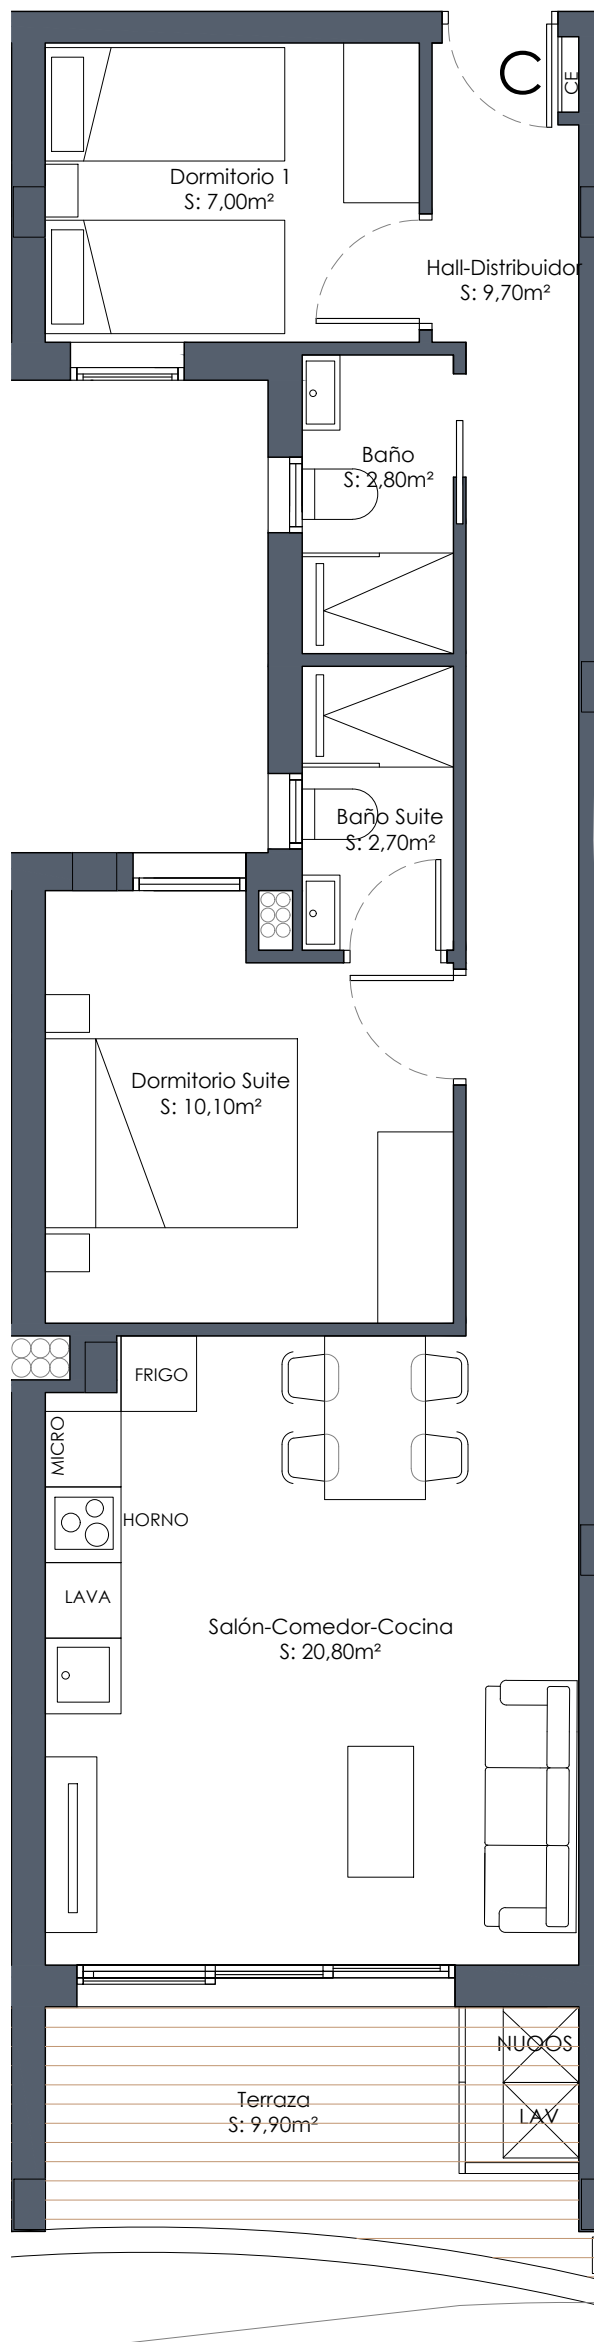 C
CE
Dormitorio 1
S: 7,00m²
Hall-Distribuidor
S: 9,70m²
Baño
S: 2,80m²
Baño Suite
S: 2,70m²
Dormitorio Suite
S: 10,10m²
FRIGO
MICRO
HORNO
LAVA
Salón-Comedor-Cocina
S: 20,80m²
Terraza
S: 9,90m²
LAV